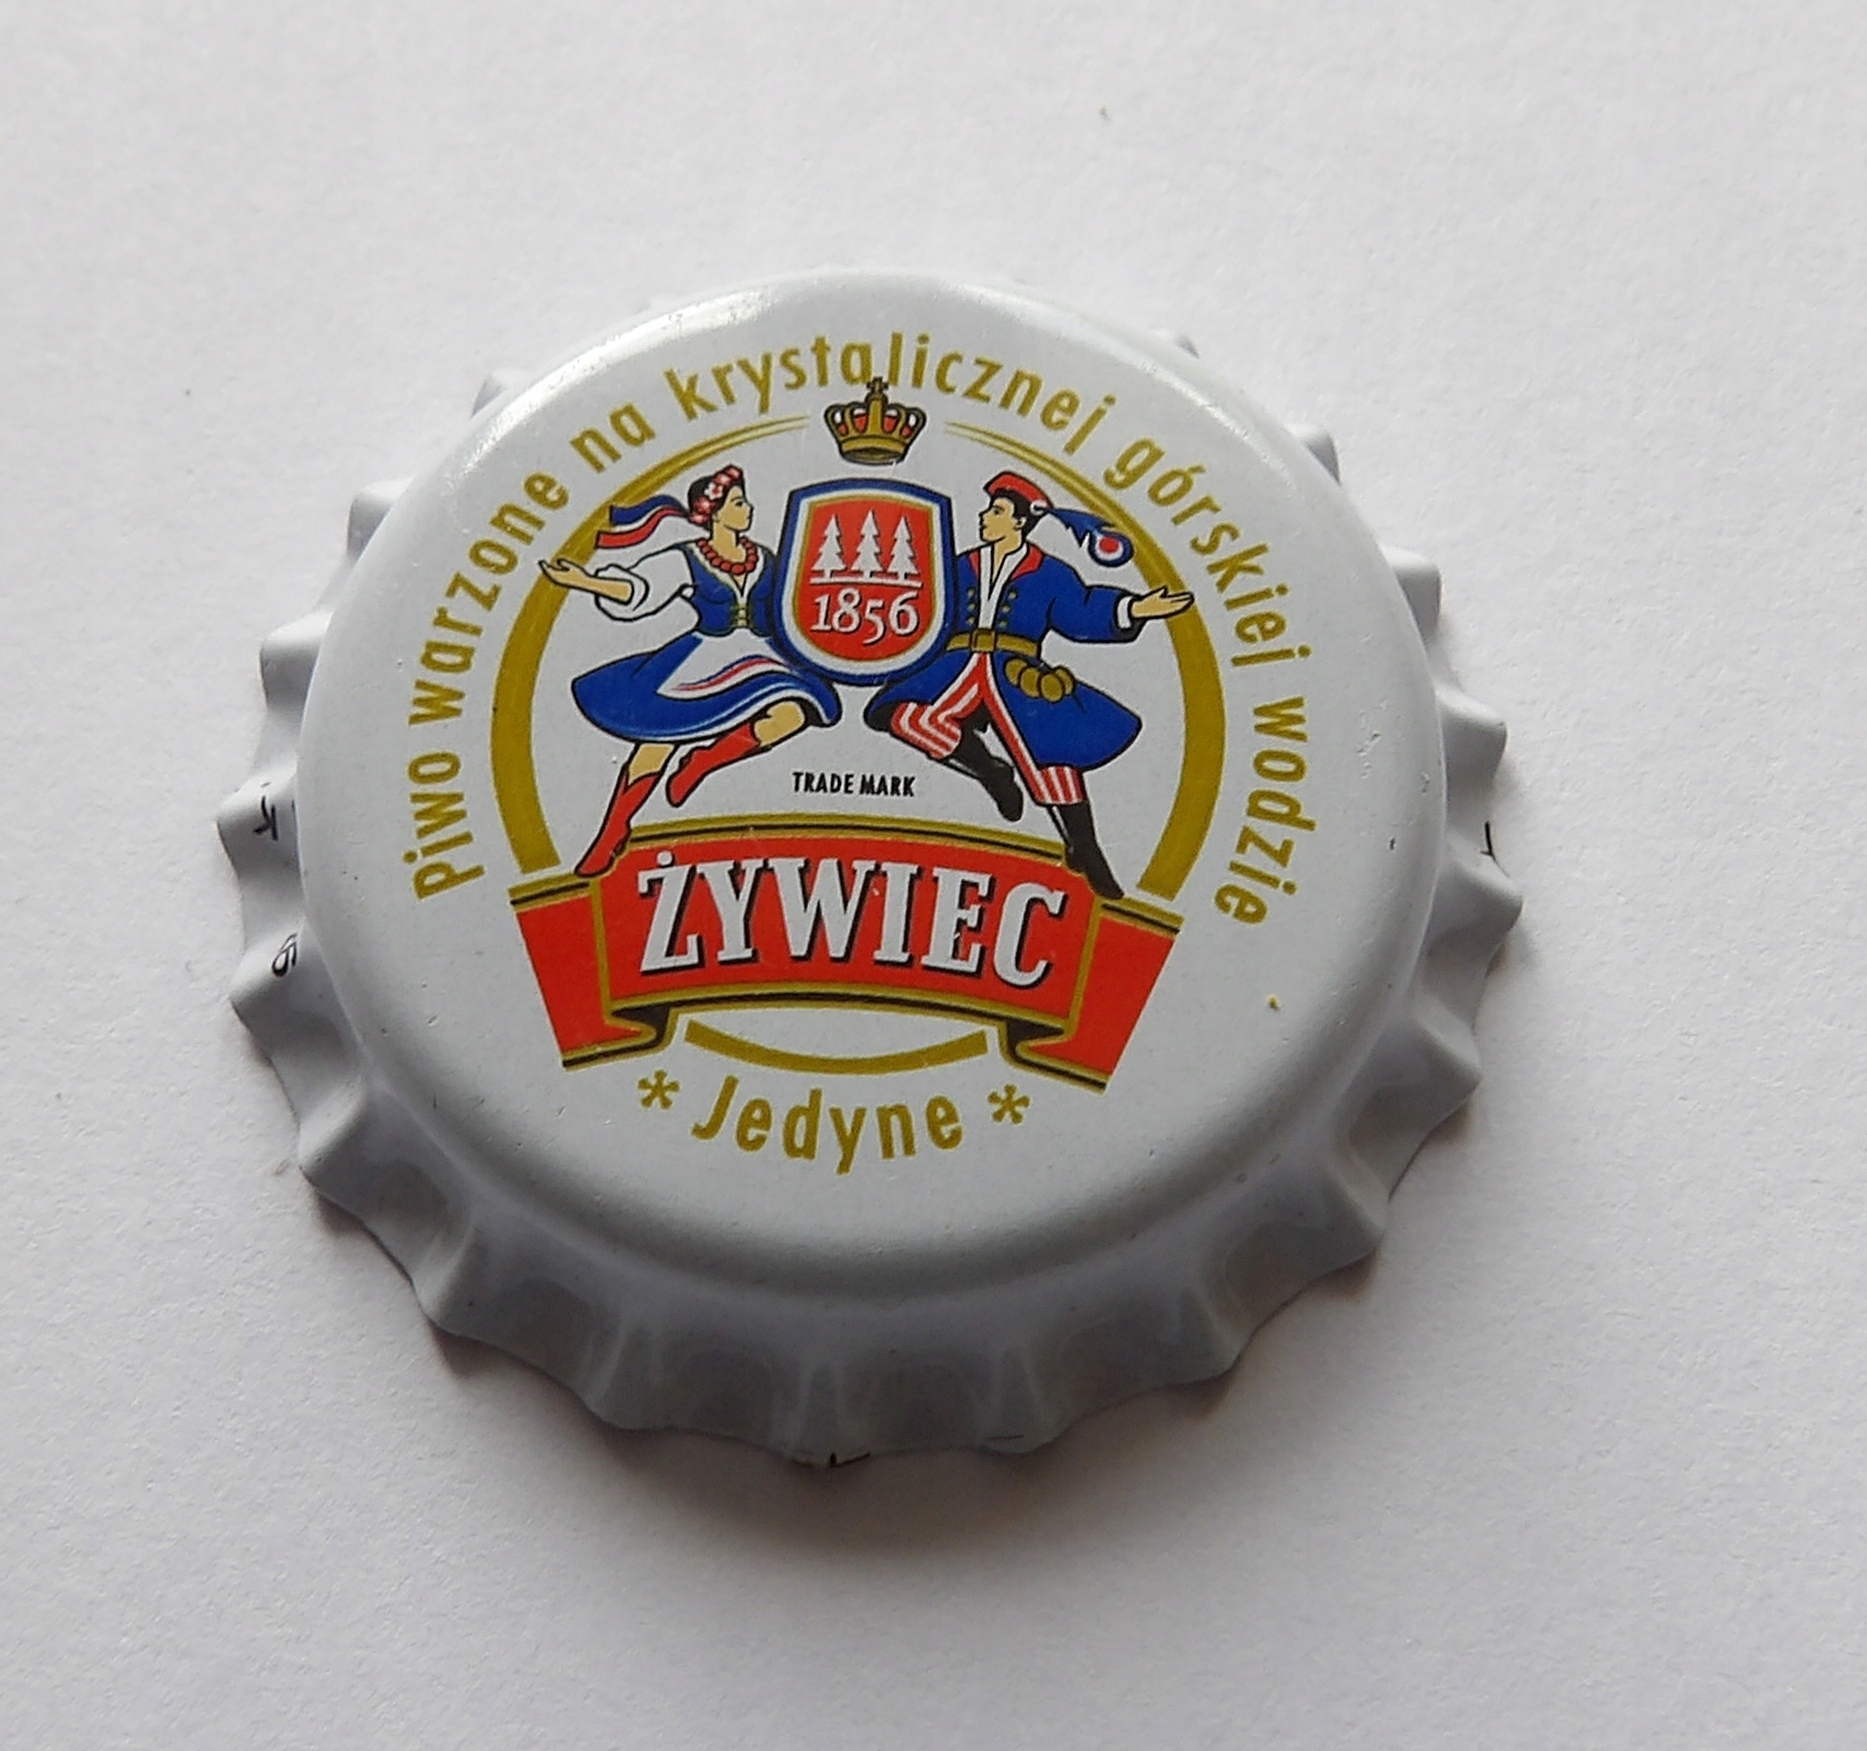 Piwo warzone na krystalicznej górskiej wodzie
1856
TRADE MARK
ŻYWIEC
* Jedyne *